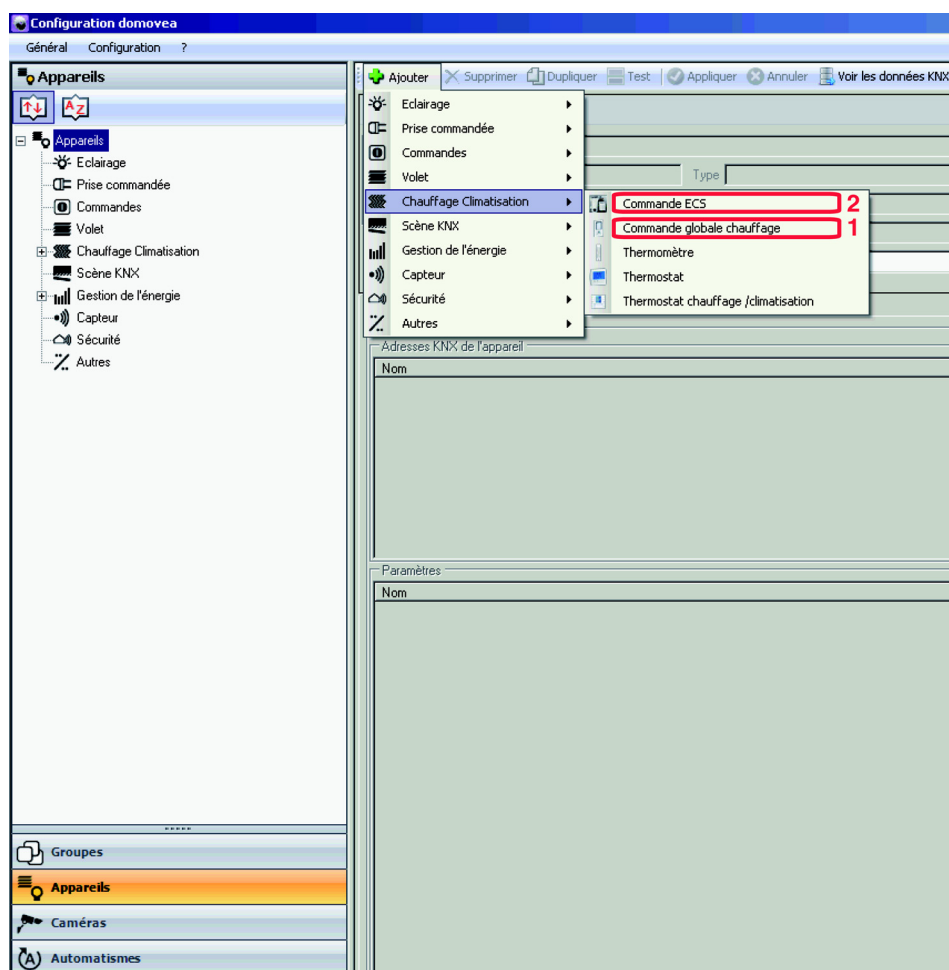 Configuration domovea
Général Configuration ?
Appareils
Ajouter Supprimer Dupliquer Test Appliquer Annuler Voir les données KNX
AZ
Appareils
Eclairage
Prise commandée
Commandes
Volet
Chauffage Climatisation
Scène KNX
Gestion de l'énergie
Capteur
Sécurité
Autres
Eclairage
Prise commandée
Commandes
Volet
Chauffage Climatisation
Scène KNX
Gestion de l'énergie
Capteur
Sécurité
Autres
Type
Commande ECS 2
Commande globale chauffage 1
Thermomètre
Thermostat
Thermostat chauffage /climatisation
Adresses KNX de l'appareil
Nom
Paramètres
Nom
Groupes
Appareils
Caméras
Automatismes